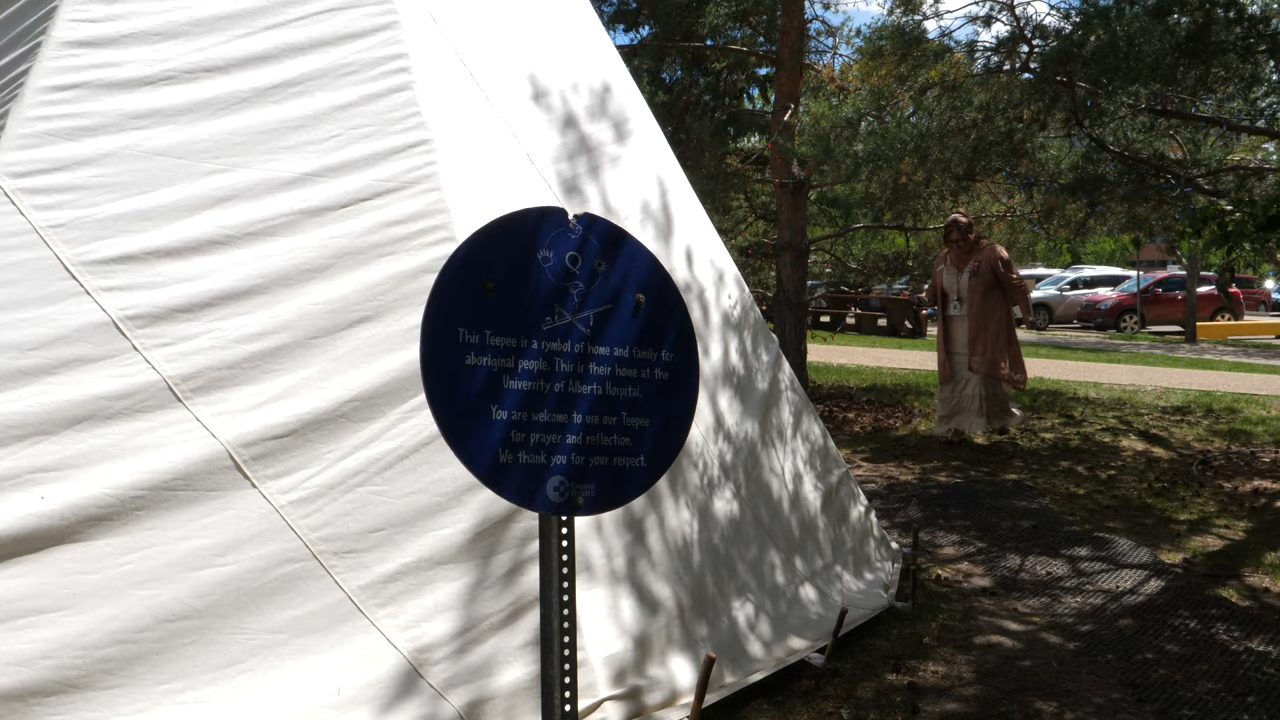 This Teepee is a symbol of home and family for
aboriginal people. This is their home at the
University of Alberta Hospital.
You are welcome to use our Teepee
for prayer and reflection.
We thank you for your respect.
Capital
Health